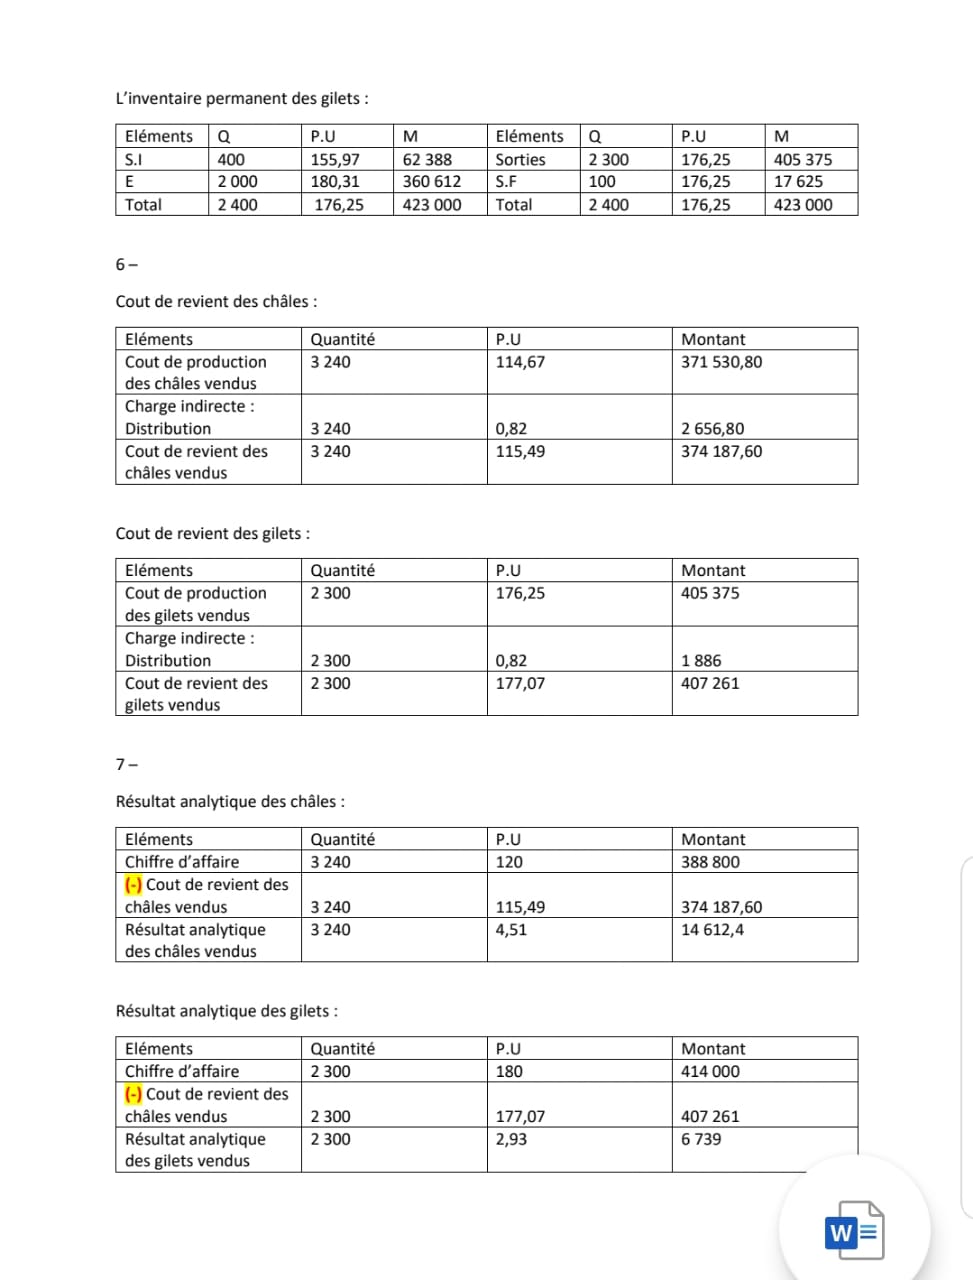 L’inventaire permanent des gilets :
Eléments Q P.U M Eléments Q P.U M
S.I 400 155,97 62 388 Sorties 2 300 176,25 405 375
E 2 000 180,31 360 612 S.F 100 176,25 17 625
Total 2 400 176,25 423 000 Total 2 400 176,25 423 000
6 –
Cout de revient des châles :
Eléments Quantité P.U Montant
Cout de production 3 240 114,67 371 530,80
des châles vendus
Charge indirecte :
Distribution 3 240 0,82 2 656,80
Cout de revient des 3 240 115,49 374 187,60
châles vendus
Cout de revient des gilets :
Eléments Quantité P.U Montant
Cout de production 2 300 176,25 405 375
des gilets vendus
Charge indirecte :
Distribution 2 300 0,82 1 886
Cout de revient des 2 300 177,07 407 261
gilets vendus
7 –
Résultat analytique des châles :
Eléments Quantité P.U Montant
Chiffre d’affaire 3 240 120 388 800
(-) Cout de revient des
châles vendus 3 240 115,49 374 187,60
Résultat analytique 3 240 4,51 14 612,4
des châles vendus
Résultat analytique des gilets :
Eléments Quantité P.U Montant
Chiffre d’affaire 2 300 180 414 000
(-) Cout de revient des
châles vendus 2 300 177,07 407 261
Résultat analytique 2 300 2,93 6 739
des gilets vendus
W